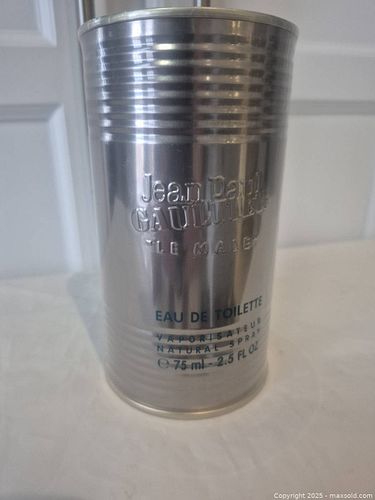 Jean Paul
GAULTIER
"LE MALE"
EAU DE TOILETTE
VAPORISATEUR
NATURAL SPRAY
℮ 75 ml - 2.5 FL OZ
Copyright 2025 - maxsold.com